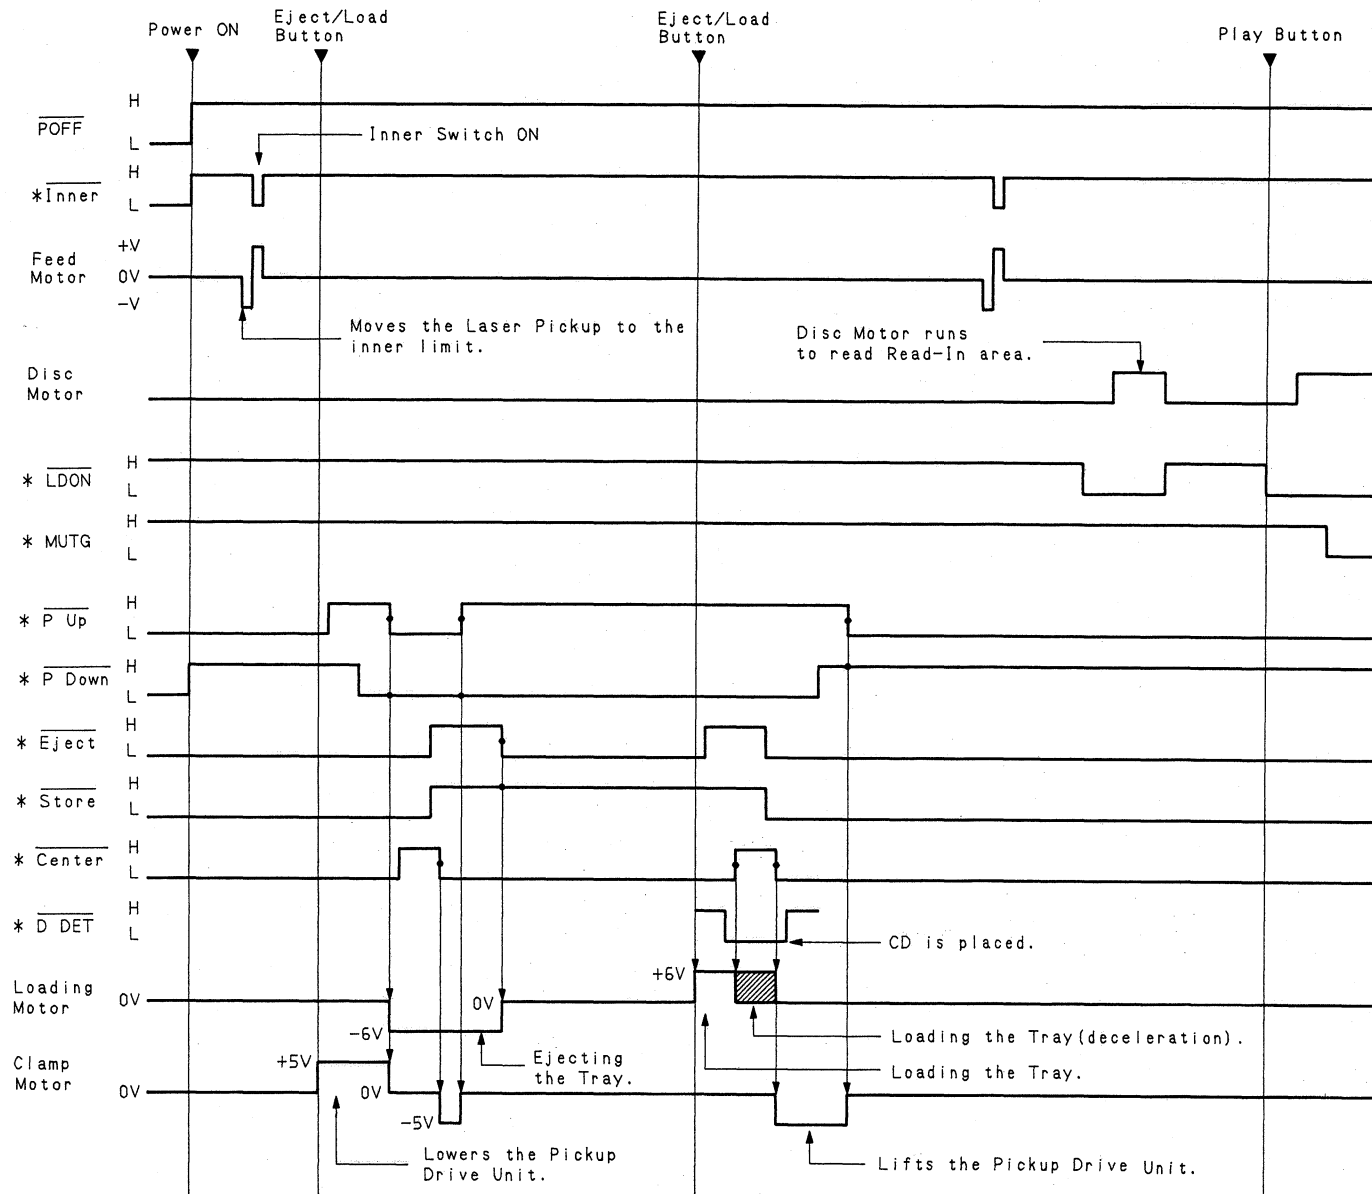 Power ON
Eject/Load
Button
Eject/Load
Button
Play Button
POFF
H
L
Inner Switch ON
*Inner
H
L
Feed
Motor
+V
0V
-V
Moves the Laser Pickup to the
inner limit.
Disc Motor runs
to read Read-In area.
Disc
Motor
* LDON
H
L
* MUTG
H
L
* P Up
H
L
* P Down
H
L
* Eject
H
L
* Store
H
L
* Center
H
L
* D DET
H
L
CD is placed.
Loading
Motor
0V
-6V
0V
+6V
Loading the Tray(deceleration).
Ejecting
the Tray.
Loading the Tray.
Clamp
Motor
0V
+5V
0V
-5V
Lowers the Pickup
Drive Unit.
Lifts the Pickup Drive Unit.